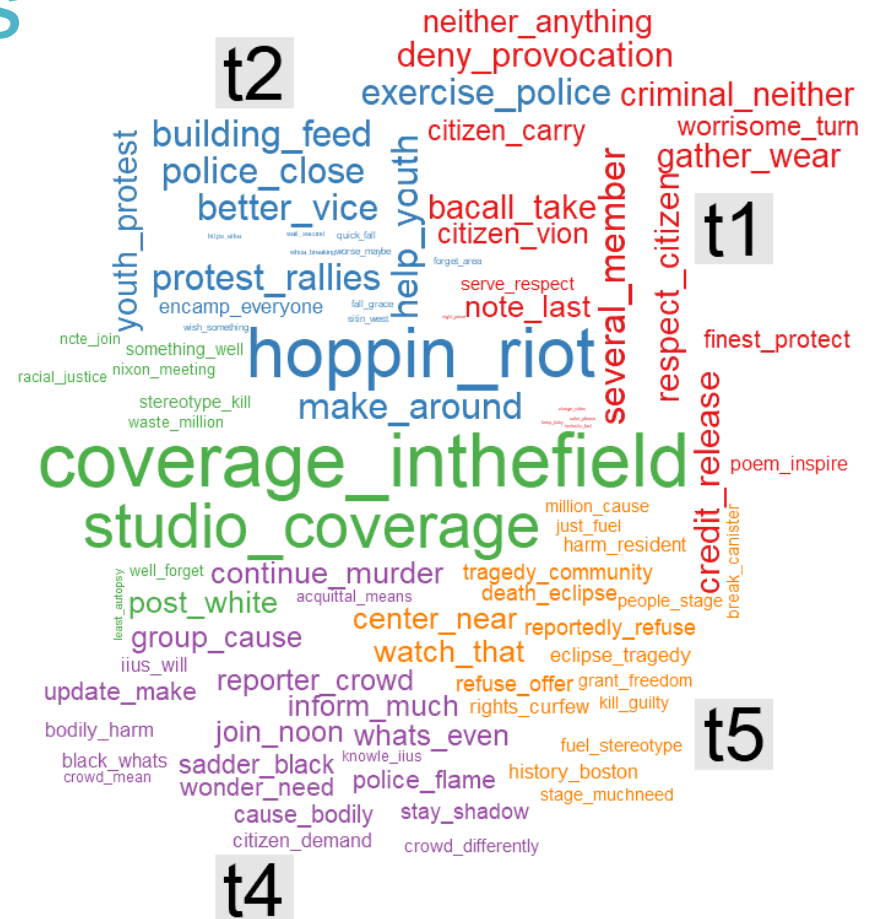 s
neither_anything
deny_provocation
t2
exercise_police criminal_neither
building_feed
citizen_carry
worrisome_turn
youth_protest
police_close
help_youth
several_member
gather_wear
better_vice
bacall_take
respect_citizen
t1
citizen_vion
quick_fall
worse_maybe
forget_area
protest_rallies
serve_respect
encamp_everyone
fall_grace
note_last
sitin_west
wish_something
ncte_join
something_well
hoppin_riot
finest_protect
racial_justice
nixon_meeting
stereotype_kill
make_around
waste_million
credit_release
coverage_inthefield
poem_inspire
studio_coverage
million_cause
just_fuel
harm_resident
break_canister
least_autopsy
well_forget
continue_murder
tragedy_community
post_white
acquittal_means
death_eclipse
people_stage
center_near
reportedly_refuse
group_cause
watch_that
eclipse_tragedy
iius_will
update_make
reporter_crowd
refuse_offer
grant_freedom
inform_much
rights_curfew
kill_guilty
bodily_harm
join_noon
whats_even
t5
fuel_stereotype
black_whats
sadder_black
knowle_iius
crowd_mean
wonder_need
police_flame
history_boston
stage_muchneed
cause_bodily
stay_shadow
citizen_demand
crowd_differently
t4